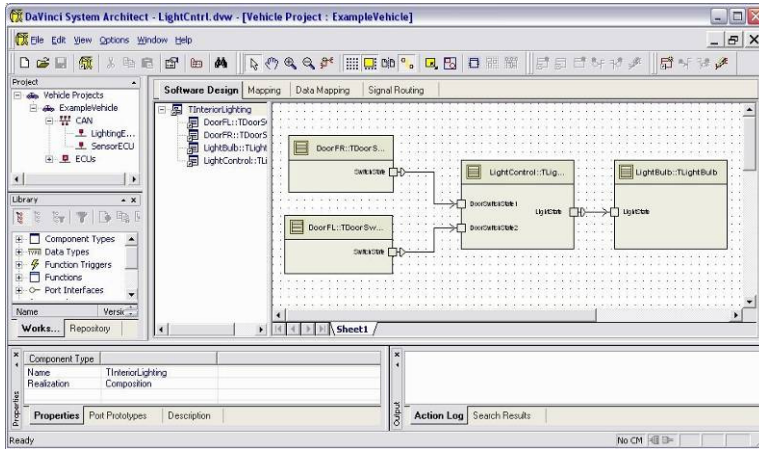 DaVinci System Architect - LightCntrl.dvw - [Vehicle Project : ExampleVehicle]
File Edit View Options Window Help
Project
Vehicle Projects
ExampleVehicle
CAN
LightingE...
SensorECU
ECUs
Library
Component Types
Data Types
Function Triggers
Functions
Port Interfaces
Name Versic
Works... Repository
Software Design Mapping Data Mapping Signal Routing
TInteriorLighting
DoorFL::TDoorS
DoorFR::TDoorS
LightBulb::TLight
LightControl::TLi
DoorFR::TDoorS...
SwitchState
DoorFL::TDoorSw...
SwitchState
LightControl::TLig...
DoorSwitchState1
LightState
DoorSwitchState2
LightBulb::TLightBulb
LightState
Sheet1
Properties
Component Type
Name TInteriorLighting
Realization Composition
Properties Port Prototypes Description
Output
Action Log Search Results
Ready
No CM